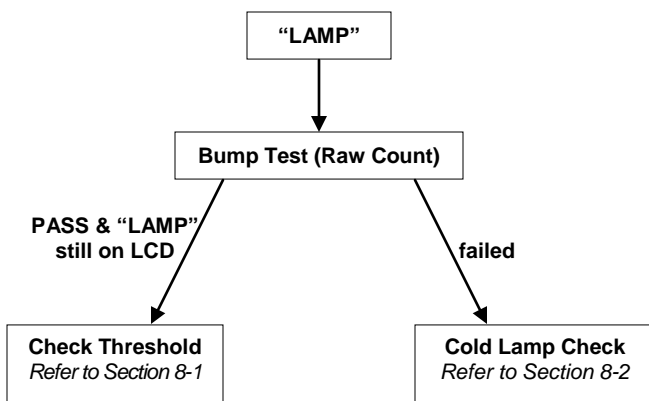 “LAMP”
Bump Test (Raw Count)
PASS & “LAMP”
still on LCD
failed
Check Threshold
Refer to Section 8-1
Cold Lamp Check
Refer to Section 8-2